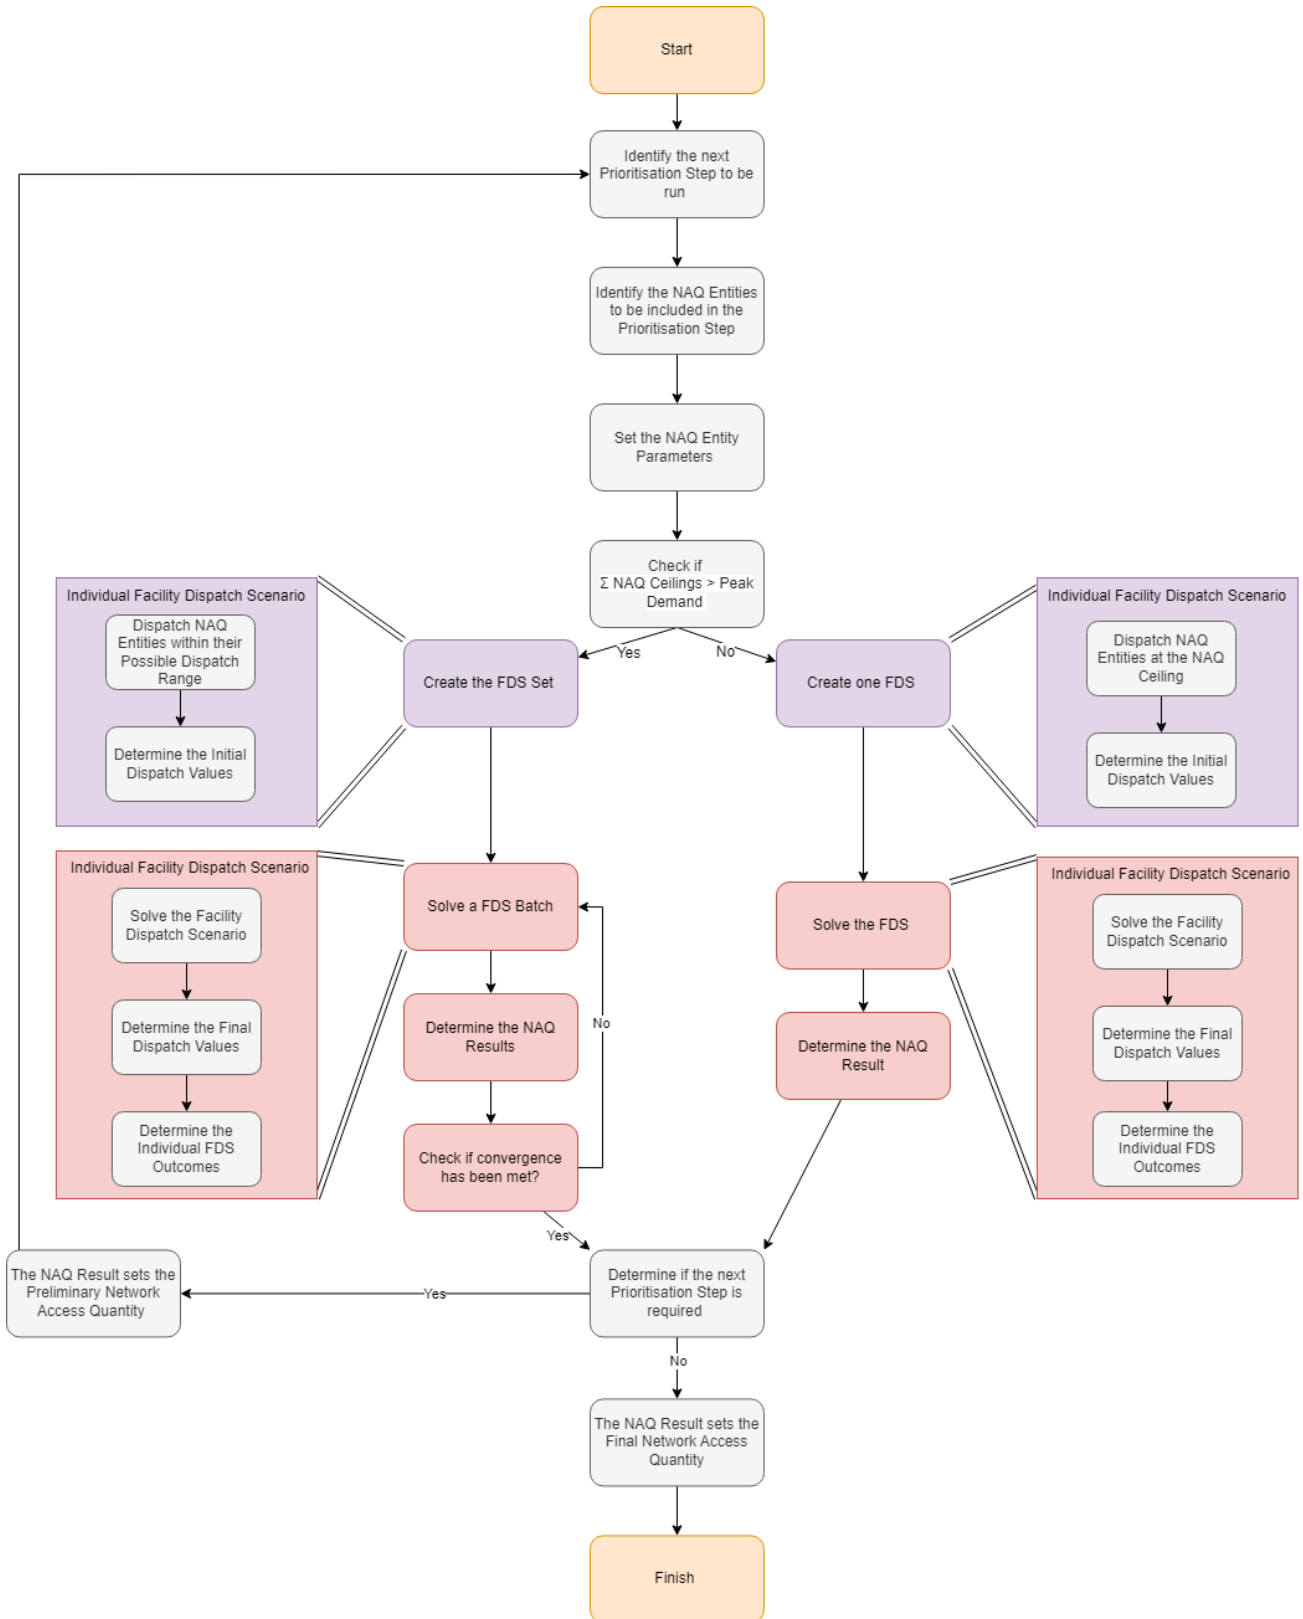 Start
Identify the next
Prioritisation Step to be
run
Identify the NAQ Entities
to be included in the
Prioritisation Step
Set the NAQ Entity
Parameters
Check if
Σ NAQ Ceilings > Peak
Demand
Yes
No
Individual Facility Dispatch Scenario
Dispatch NAQ
Entities within their
Possible Dispatch
Range
Determine the Initial
Dispatch Values
Create the FDS Set
Create one FDS
Individual Facility Dispatch Scenario
Dispatch NAQ
Entities at the NAQ
Ceiling
Determine the Initial
Dispatch Values
Individual Facility Dispatch Scenario
Solve the Facility
Dispatch Scenario
Determine the Final
Dispatch Values
Determine the
Individual FDS
Outcomes
Solve a FDS Batch
Determine the NAQ
Results
Check if convergence
has been met?
No
Yes
Solve the FDS
Determine the NAQ
Result
Individual Facility Dispatch Scenario
Solve the Facility
Dispatch Scenario
Determine the Final
Dispatch Values
Determine the
Individual FDS
Outcomes
Determine if the next
Prioritisation Step is
required
Yes
The NAQ Result sets the
Preliminary Network
Access Quantity
No
The NAQ Result sets the
Final Network Access
Quantity
Finish